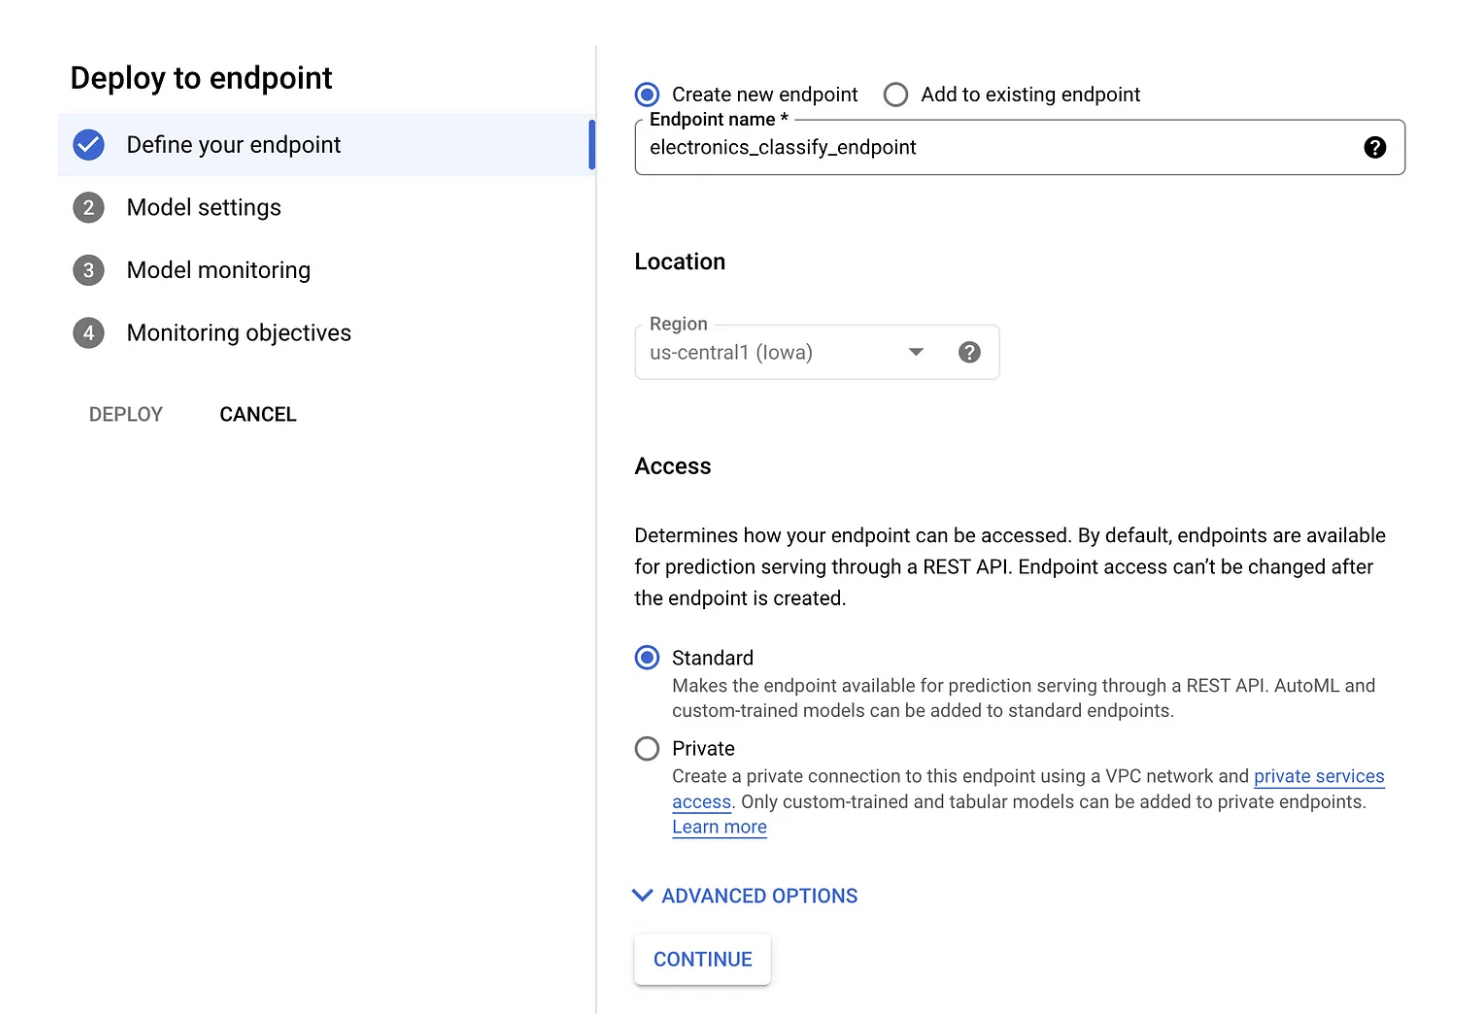 Deploy to endpoint
Define your endpoint
2 Model settings
3 Model monitoring
4 Monitoring objectives
DEPLOY CANCEL
Create new endpoint Add to existing endpoint
Endpoint name *
electronics_classify_endpoint ?
Location
Region
us-central1 (Iowa) ?
Access
Determines how your endpoint can be accessed. By default, endpoints are available
for prediction serving through a REST API. Endpoint access can’t be changed after
the endpoint is created.
Standard
Makes the endpoint available for prediction serving through a REST API. AutoML and
custom-trained models can be added to standard endpoints.
Private
Create a private connection to this endpoint using a VPC network and private services
access. Only custom-trained and tabular models can be added to private endpoints.
Learn more
ADVANCED OPTIONS
CONTINUE